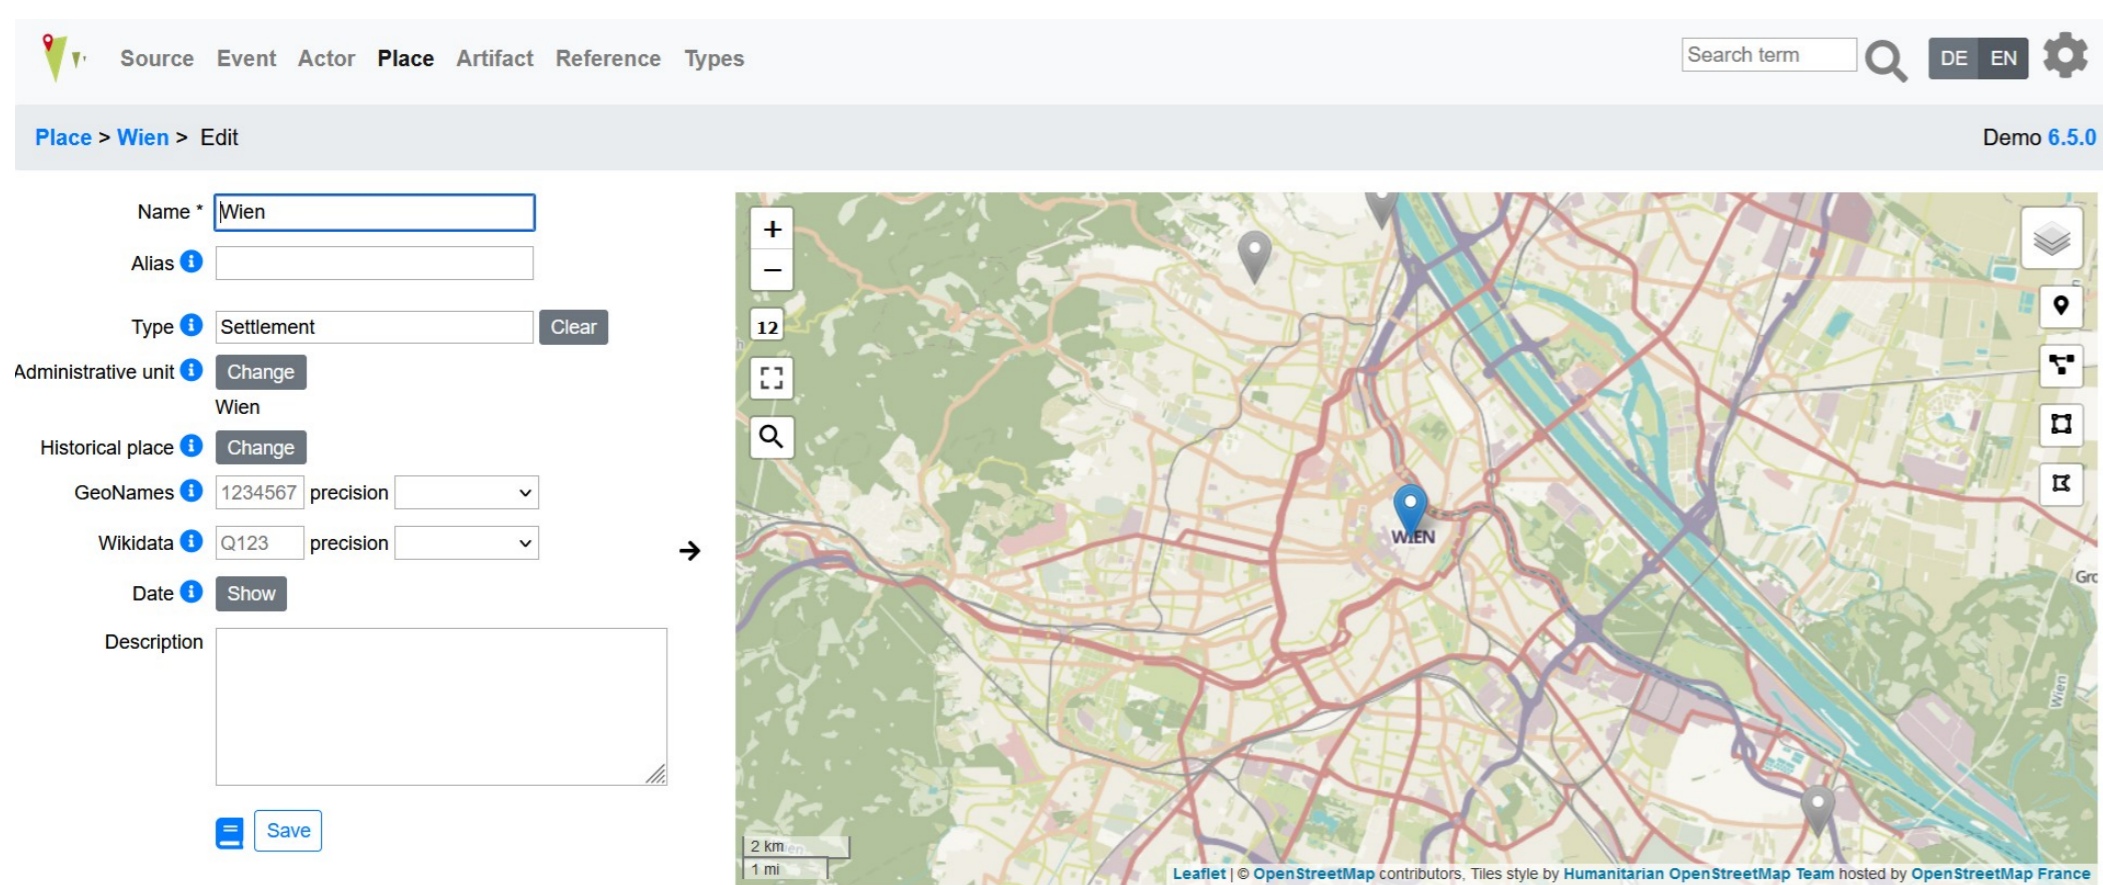 Source Event Actor Place Artifact Reference Types
Search term
DE EN
Place > Wien > Edit
Demo 6.5.0
Name * Wien
Alias
Type Settlement Clear
Administrative unit Change
Wien
Historical place Change
GeoNames 1234567 precision
Wikidata Q123 precision
Date Show
Description
Save
+
−
12
WIEN
Gro
Wien
2 km
1 mi
Leaflet | © OpenStreetMap contributors, Tiles style by Humanitarian OpenStreetMap Team hosted by OpenStreetMap France